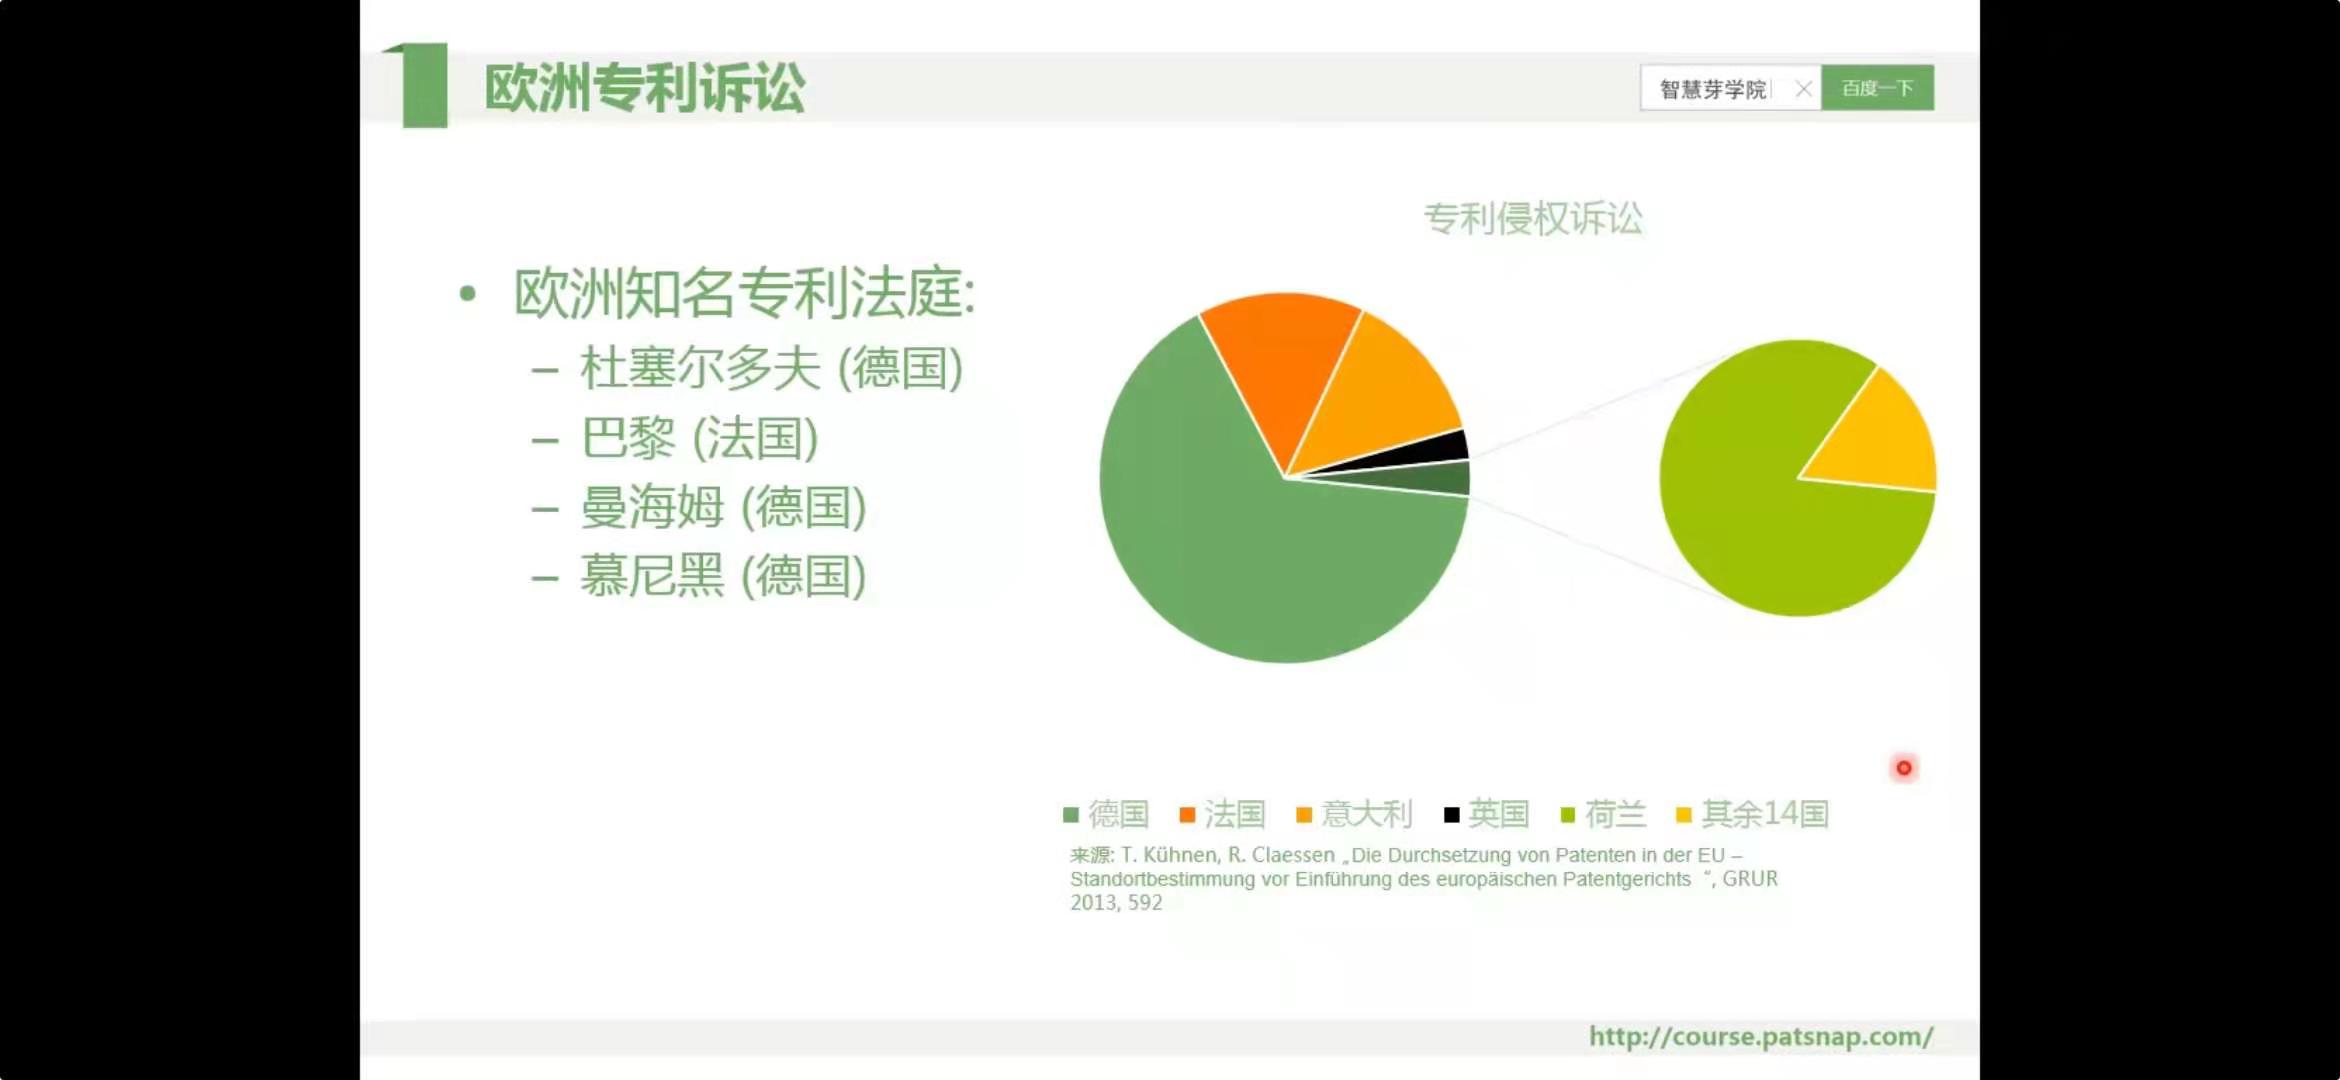 欧洲专利诉讼
智慧芽学院
百度一下
• 欧洲知名专利法庭:
– 杜塞尔多夫 (德国)
– 巴黎 (法国)
– 曼海姆 (德国)
– 慕尼黑 (德国)
专利侵权诉讼
德国 法国 意大利 英国 荷兰 其余14国
来源: T. Kühnen, R. Claessen „Die Durchsetzung von Patenten in der EU –
Standortbestimmung vor Einführung des europäischen Patentgerichts “, GRUR
2013, 592
http://course.patsnap.com/